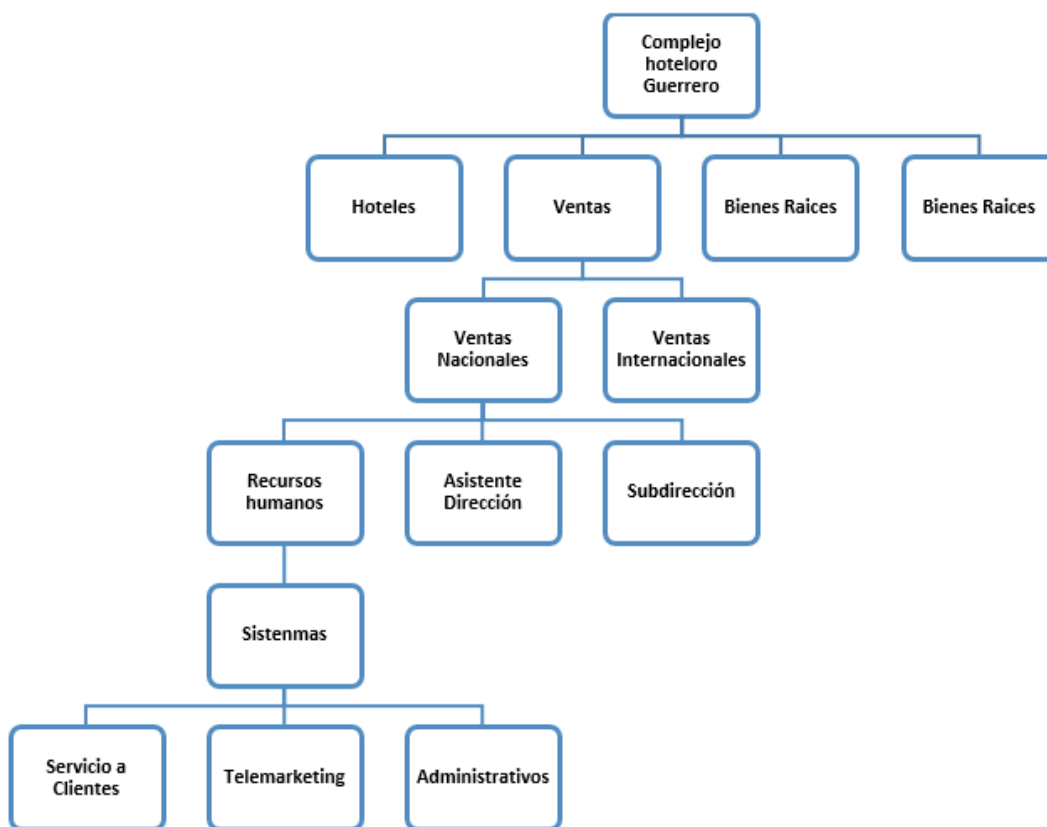 Complejo
hoteloro
Guerrero
Hoteles
Ventas
Bienes Raices
Bienes Raices
Ventas
Nacionales
Ventas
Internacionales
Recursos
humanos
Asistente
Dirección
Subdirección
Sistenmas
Servicio a
Clientes
Telemarketing
Administrativos